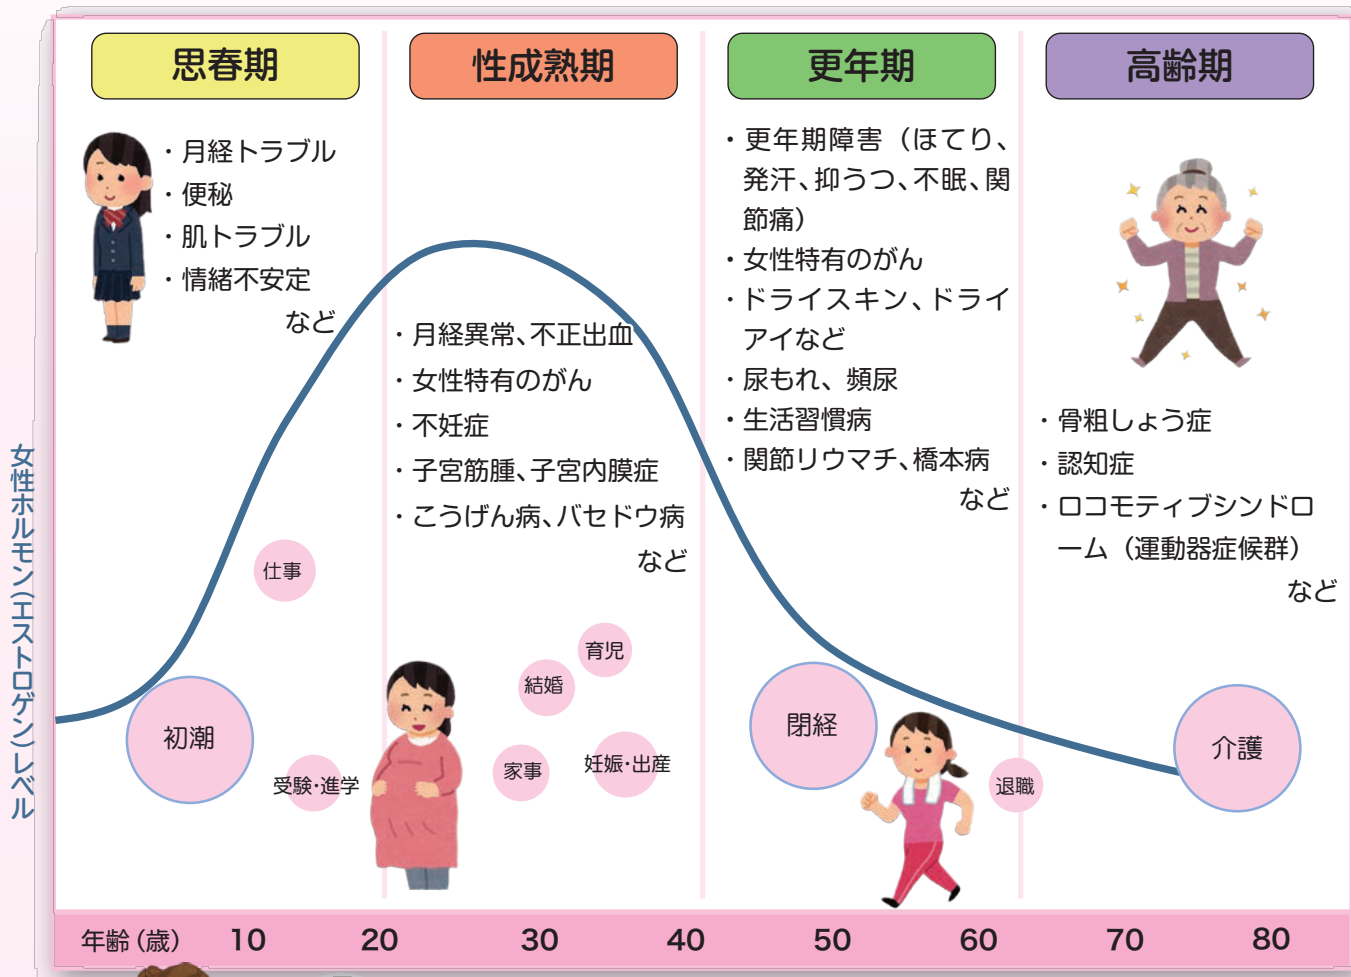 思春期
性成熟期
更年期
高齢期
・月経トラブル
・便秘
・肌トラブル
・情緒不安定
など
・月経異常、不正出血
・女性特有のがん
・不妊症
・子宮筋腫、子宮内膜症
・こうげん病、バセドウ病
など
・更年期障害（ほてり、
発汗、抑うつ、不眠、関
節痛）
・女性特有のがん
・ドライスキン、ドライ
アイなど
・尿もれ、頻尿
・生活習慣病
・関節リウマチ、橋本病
など
・骨粗しょう症
・認知症
・ロコモティブシンドロ
ーム（運動器症候群）
など
女性ホルモン(エストロゲン)レベル
仕事
初潮
受験・進学
育児
結婚
家事
妊娠・出産
閉経
退職
介護
年齢（歳） 10 20 30 40 50 60 70 80